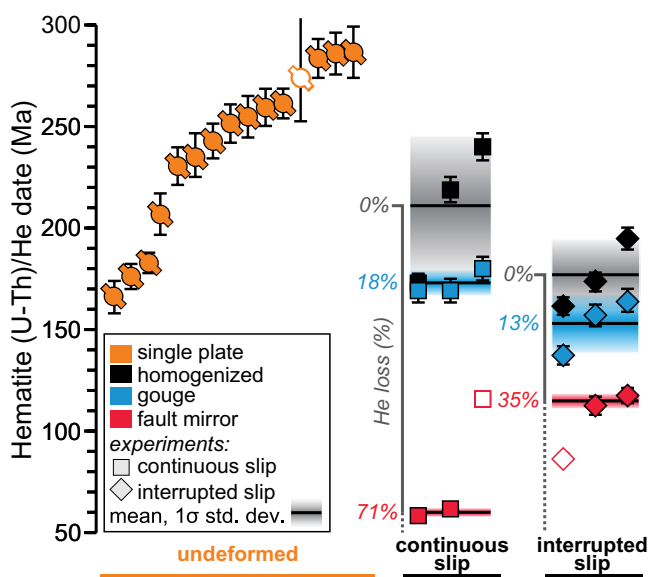 Hematite (U-Th)/He date (Ma)
300
250
200
150
100
50
single plate
homogenized
gouge
fault mirror
experiments:
continuous slip
interrupted slip
mean, 1σ std. dev.
undeformed
He loss (%)
0%
18%
71%
continuous
slip
0%
13%
35%
interrupted
slip